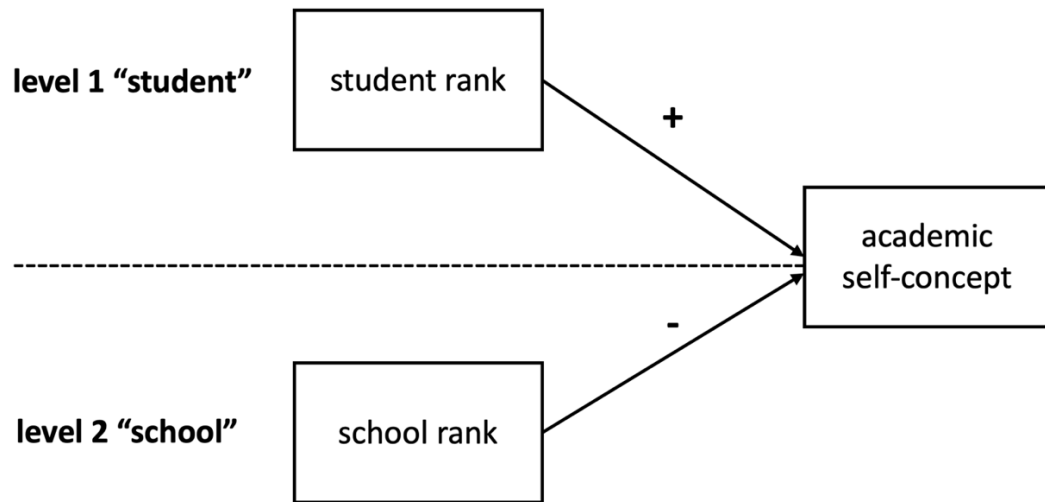 level 1 “student”
student rank
+
academic
self-concept
-
level 2 “school”
school rank